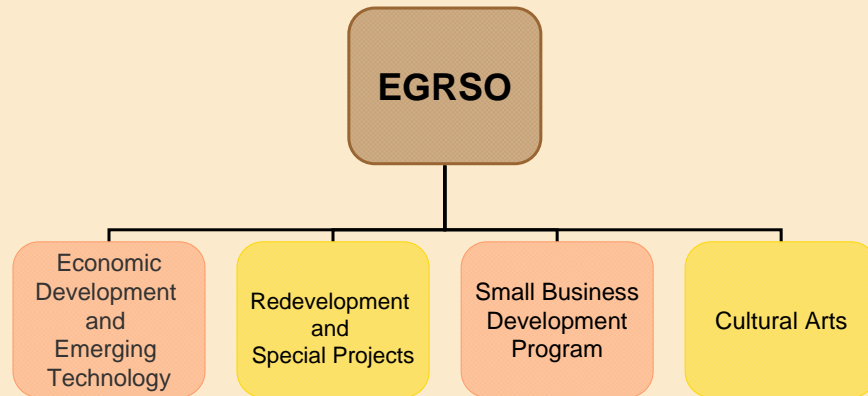 EGRSO
Economic
Development
and
Emerging
Technology
Redevelopment
and
Special Projects
Small Business
Development
Program
Cultural Arts